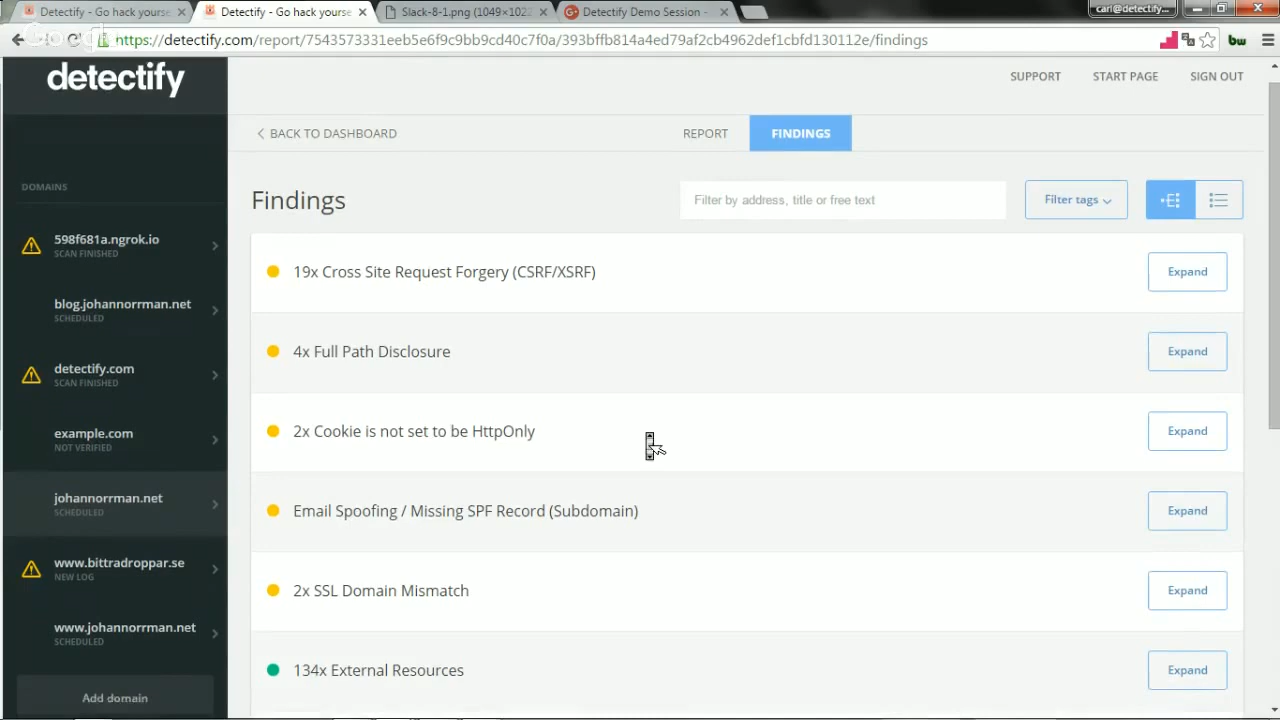 Detectify - Go hack yourse
Detectify - Go hack yourse
Slack-8-1.png (1049×1022
Detectify Demo Session -
carl@detectify...
https://detectify.com/report/7543573331eeb5e6f9c9bb9cd40c7f0a/393bffb814a4ed79af2cb4962def1cbfd130112e/findings
bw
detectify
SUPPORT
START PAGE
SIGN OUT
BACK TO DASHBOARD
REPORT
FINDINGS
DOMAINS
598f681a.ngrok.io
SCAN FINISHED
blog.johannorrman.net
SCHEDULED
detectify.com
SCAN FINISHED
example.com
NOT VERIFIED
johannorrman.net
SCHEDULED
www.bittradroppar.se
NEW LOG
www.johannorrman.net
SCHEDULED
Add domain
Findings
Filter by address, title or free text
Filter tags
19x Cross Site Request Forgery (CSRF/XSRF)
Expand
4x Full Path Disclosure
Expand
2x Cookie is not set to be HttpOnly
Expand
Email Spoofing / Missing SPF Record (Subdomain)
Expand
2x SSL Domain Mismatch
Expand
134x External Resources
Expand